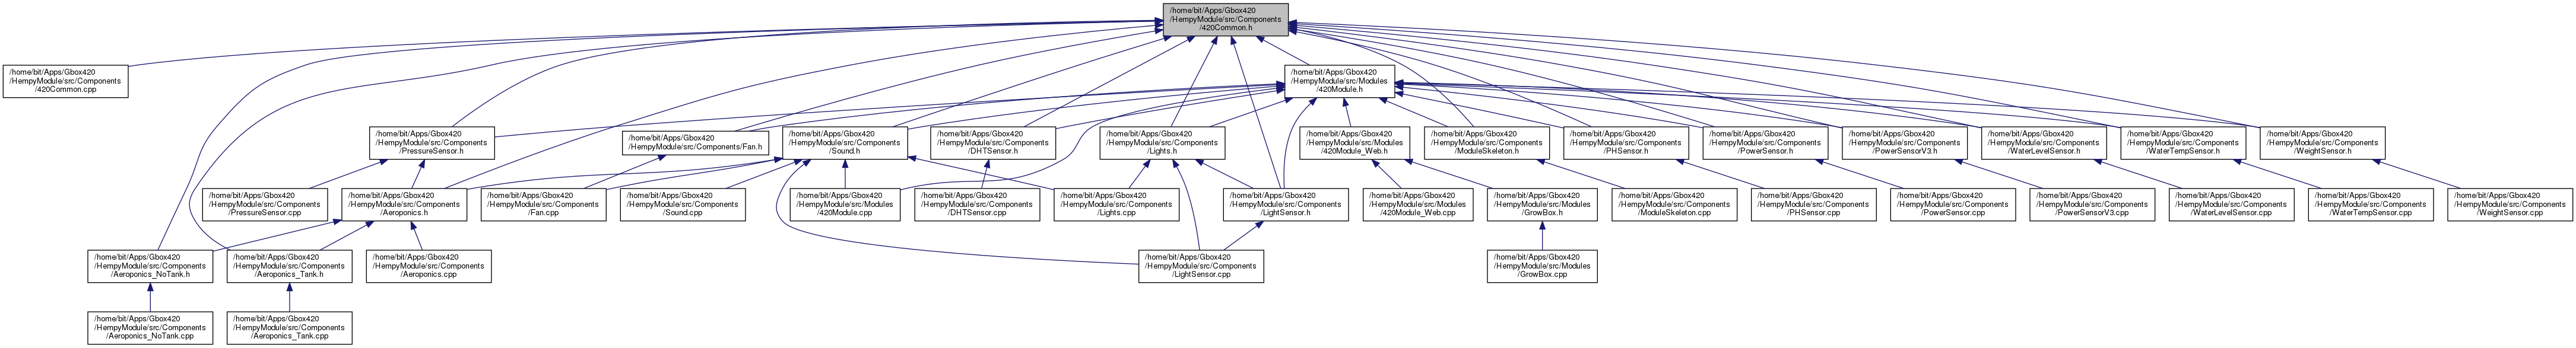 /home/bit/Apps/Gbox420
/HempyModule/src/Components
/420Common.h
/home/bit/Apps/Gbox420
/HempyModule/src/Components
/420Common.cpp
/home/bit/Apps/Gbox420
/HempyModule/src/Modules
/420Module.h
/home/bit/Apps/Gbox420
/HempyModule/src/Components
/PressureSensor.h
/home/bit/Apps/Gbox420
/HempyModule/src/Components/Fan.h
/home/bit/Apps/Gbox420
/HempyModule/src/Components
/Sound.h
/home/bit/Apps/Gbox420
/HempyModule/src/Components
/DHTSensor.h
/home/bit/Apps/Gbox420
/HempyModule/src/Components
/Lights.h
/home/bit/Apps/Gbox420
/HempyModule/src/Modules
/420Module_Web.h
/home/bit/Apps/Gbox420
/HempyModule/src/Components
/ModuleSkeleton.h
/home/bit/Apps/Gbox420
/HempyModule/src/Components
/PHSensor.h
/home/bit/Apps/Gbox420
/HempyModule/src/Components
/PowerSensor.h
/home/bit/Apps/Gbox420
/HempyModule/src/Components
/PowerSensorV3.h
/home/bit/Apps/Gbox420
/HempyModule/src/Components
/WaterLevelSensor.h
/home/bit/Apps/Gbox420
/HempyModule/src/Components
/WaterTempSensor.h
/home/bit/Apps/Gbox420
/HempyModule/src/Components
/WeightSensor.h
/home/bit/Apps/Gbox420
/HempyModule/src/Components
/PressureSensor.cpp
/home/bit/Apps/Gbox420
/HempyModule/src/Components
/Aeroponics.h
/home/bit/Apps/Gbox420
/HempyModule/src/Components
/Fan.cpp
/home/bit/Apps/Gbox420
/HempyModule/src/Components
/Sound.cpp
/home/bit/Apps/Gbox420
/HempyModule/src/Modules
/420Module.cpp
/home/bit/Apps/Gbox420
/HempyModule/src/Components
/DHTSensor.cpp
/home/bit/Apps/Gbox420
/HempyModule/src/Components
/Lights.cpp
/home/bit/Apps/Gbox420
/HempyModule/src/Components
/LightSensor.h
/home/bit/Apps/Gbox420
/HempyModule/src/Modules
/420Module_Web.cpp
/home/bit/Apps/Gbox420
/HempyModule/src/Modules
/GrowBox.h
/home/bit/Apps/Gbox420
/HempyModule/src/Components
/ModuleSkeleton.cpp
/home/bit/Apps/Gbox420
/HempyModule/src/Components
/PHSensor.cpp
/home/bit/Apps/Gbox420
/HempyModule/src/Components
/PowerSensor.cpp
/home/bit/Apps/Gbox420
/HempyModule/src/Components
/PowerSensorV3.cpp
/home/bit/Apps/Gbox420
/HempyModule/src/Components
/WaterLevelSensor.cpp
/home/bit/Apps/Gbox420
/HempyModule/src/Components
/WaterTempSensor.cpp
/home/bit/Apps/Gbox420
/HempyModule/src/Components
/WeightSensor.cpp
/home/bit/Apps/Gbox420
/HempyModule/src/Components
/Aeroponics_NoTank.h
/home/bit/Apps/Gbox420
/HempyModule/src/Components
/Aeroponics_Tank.h
/home/bit/Apps/Gbox420
/HempyModule/src/Components
/Aeroponics.cpp
/home/bit/Apps/Gbox420
/HempyModule/src/Components
/LightSensor.cpp
/home/bit/Apps/Gbox420
/HempyModule/src/Modules
/GrowBox.cpp
/home/bit/Apps/Gbox420
/HempyModule/src/Components
/Aeroponics_NoTank.cpp
/home/bit/Apps/Gbox420
/HempyModule/src/Components
/Aeroponics_Tank.cpp